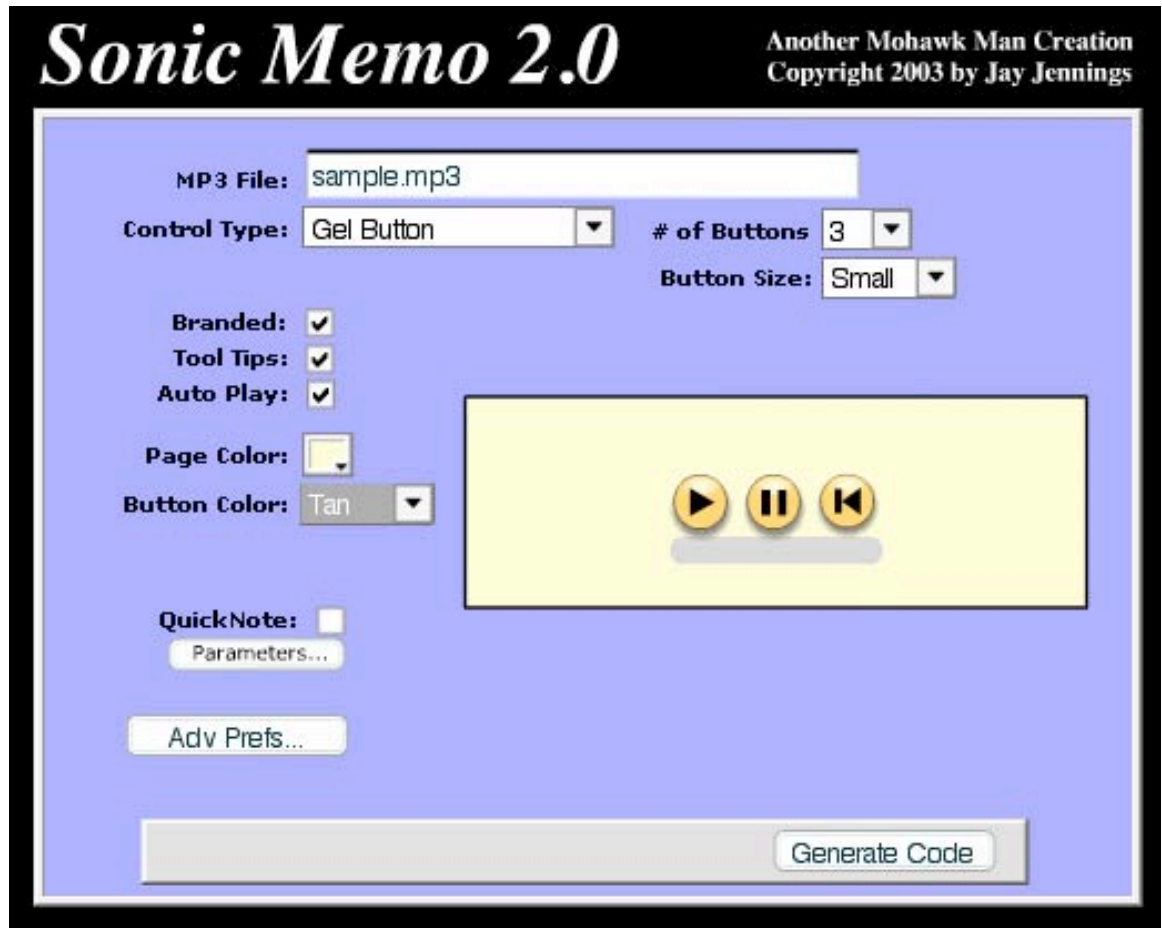 Sonic Memo 2.0
Another Mohawk Man Creation
Copyright 2003 by Jay Jennings
MP3 File: sample.mp3
Control Type: Gel Button
# of Buttons 3
Button Size: Small
Branded:
Tool Tips:
Auto Play:
Page Color:
Button Color: Tan
QuickNote:
Parameters...
Adv Prefs...
Generate Code